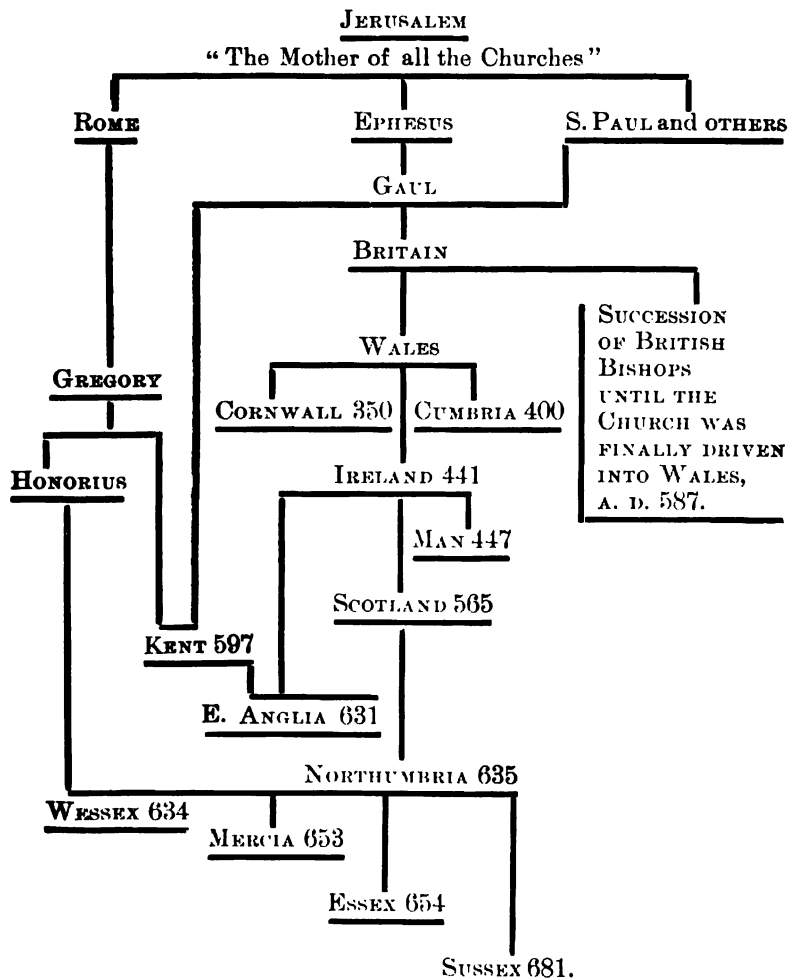 JERUSALEM
“The Mother of all the Churches”
ROME
EPHESUS
S. PAUL and OTHERS
GAUL
BRITAIN
SUCCESSION
OF BRITISH
BISHOPS
UNTIL THE
CHURCH WAS
FINALLY DRIVEN
INTO WALES,
A. D. 587.
WALES
GREGORY
CORNWALL 350
CUMBRIA 400
HONORIUS
IRELAND 441
MAN 447
SCOTLAND 565
KENT 597
E. ANGLIA 631
NORTHUMBRIA 635
WESSEX 634
MERCIA 653
ESSEX 654
SUSSEX 681.